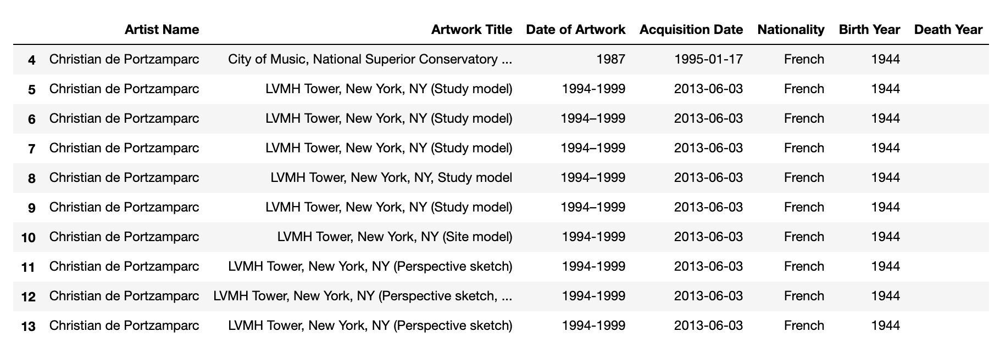 Artist Name Artwork Title Date of Artwork Acquisition Date Nationality Birth Year Death Year
4 Christian de Portzamparc City of Music, National Superior Conservatory ... 1987 1995-01-17 French 1944
5 Christian de Portzamparc LVMH Tower, New York, NY (Study model) 1994-1999 2013-06-03 French 1944
6 Christian de Portzamparc LVMH Tower, New York, NY (Study model) 1994–1999 2013-06-03 French 1944
7 Christian de Portzamparc LVMH Tower, New York, NY (Study model) 1994–1999 2013-06-03 French 1944
8 Christian de Portzamparc LVMH Tower, New York, NY, Study model 1994–1999 2013-06-03 French 1944
9 Christian de Portzamparc LVMH Tower, New York, NY (Study model) 1994–1999 2013-06-03 French 1944
10 Christian de Portzamparc LVMH Tower, New York, NY (Site model) 1994-1999 2013-06-03 French 1944
11 Christian de Portzamparc LVMH Tower, New York, NY (Perspective sketch) 1994-1999 2013-06-03 French 1944
12 Christian de Portzamparc LVMH Tower, New York, NY (Perspective sketch, ... 1994-1999 2013-06-03 French 1944
13 Christian de Portzamparc LVMH Tower, New York, NY (Perspective sketch) 1994-1999 2013-06-03 French 1944